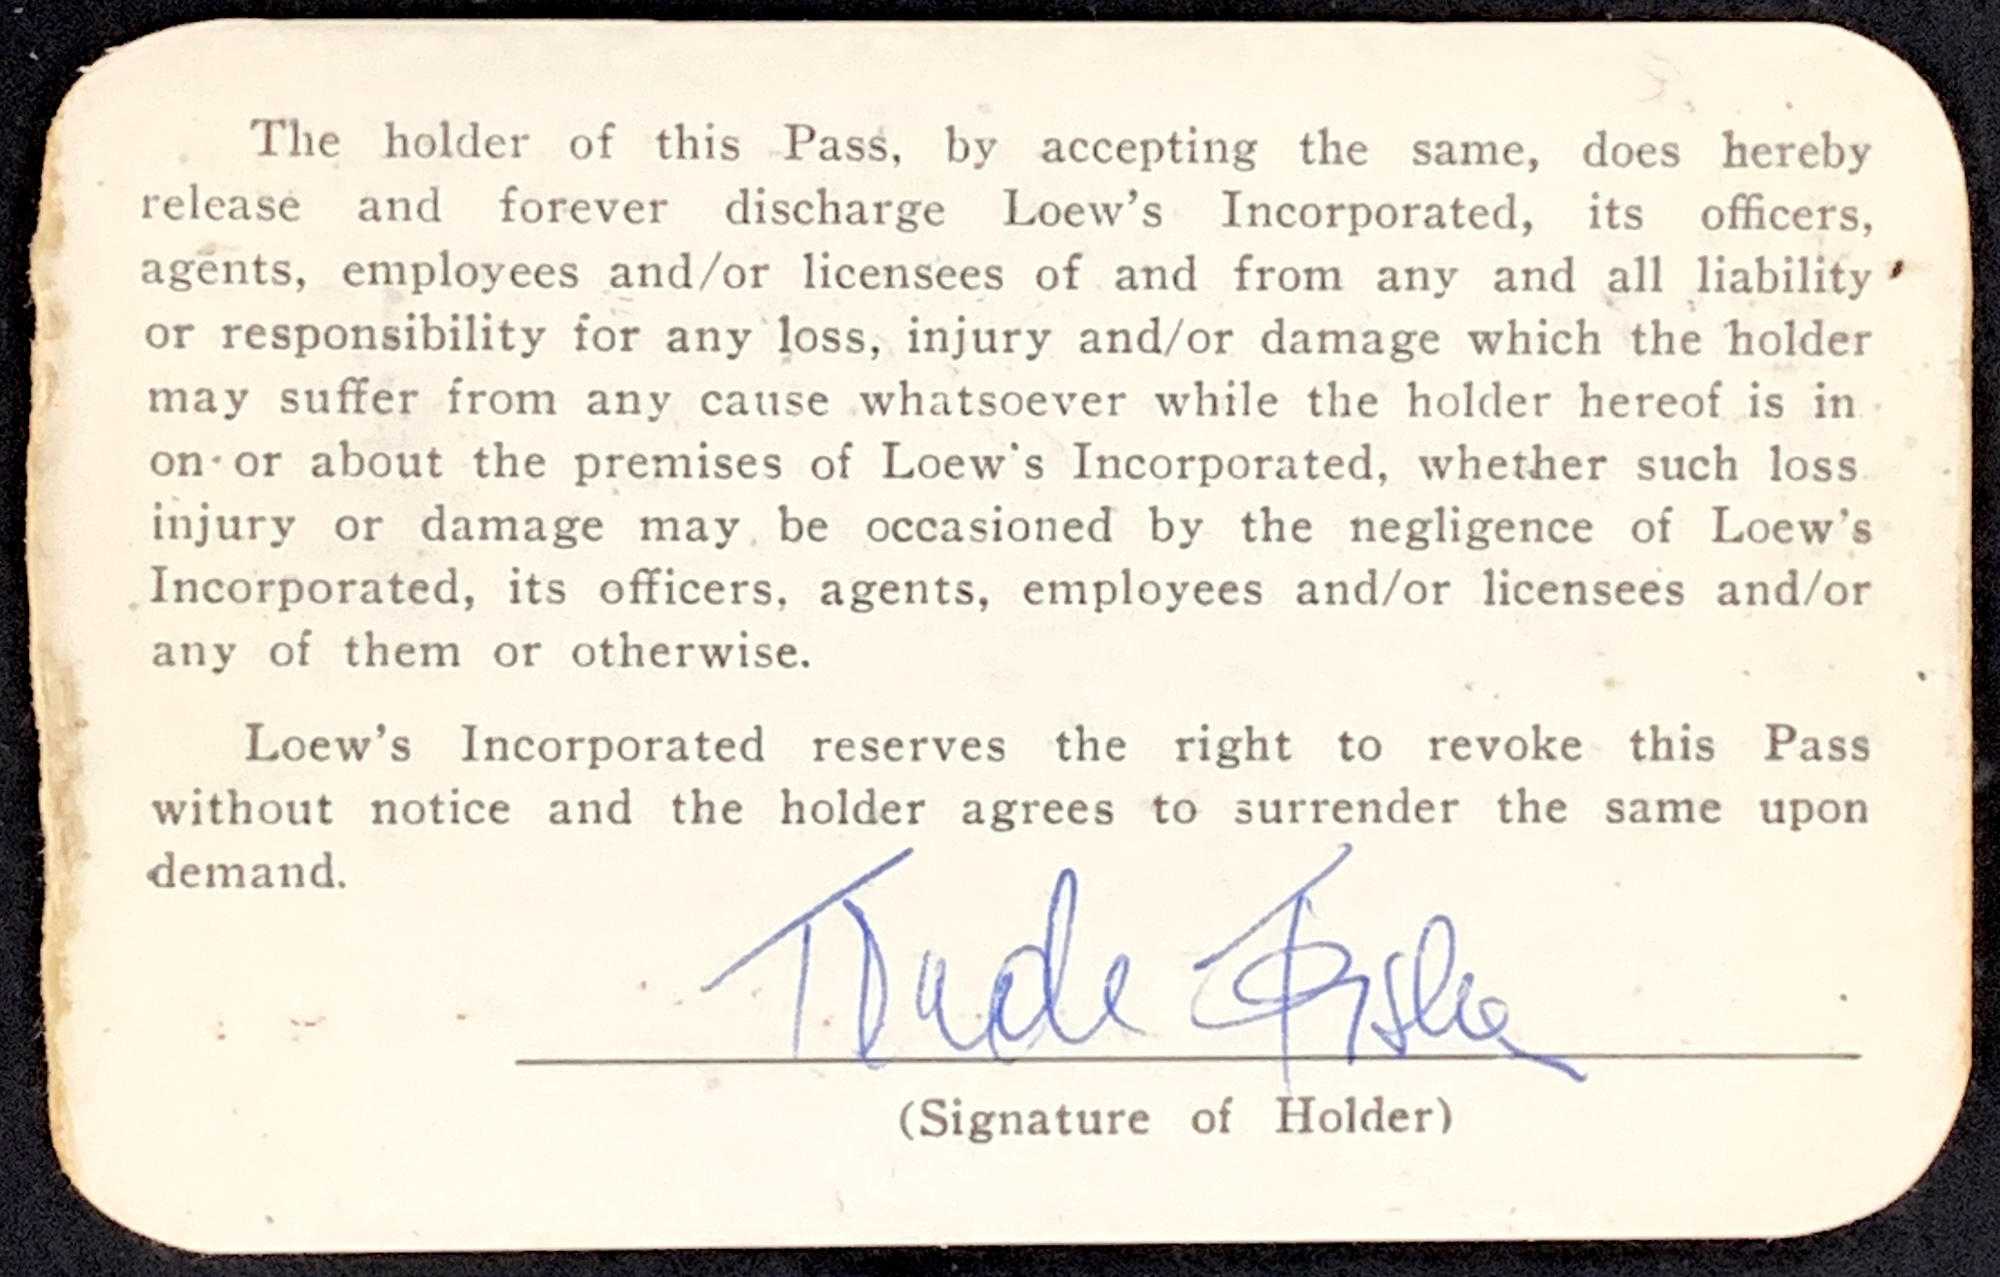 The holder of this Pass, by accepting the same, does hereby
release and forever discharge Loew's Incorporated, its officers,
agents, employees and/or licensees of and from any and all liability
or responsibility for any loss, injury and/or damage which the holder
may suffer from any cause whatsoever while the holder hereof is in
on or about the premises of Loew's Incorporated, whether such loss
injury or damage may be occasioned by the negligence of Loew's
Incorporated, its officers, agents, employees and/or licensees and/or
any of them or otherwise.
Loew's Incorporated reserves the right to revoke this Pass
without notice and the holder agrees to surrender the same upon
demand.
(Signature of Holder)